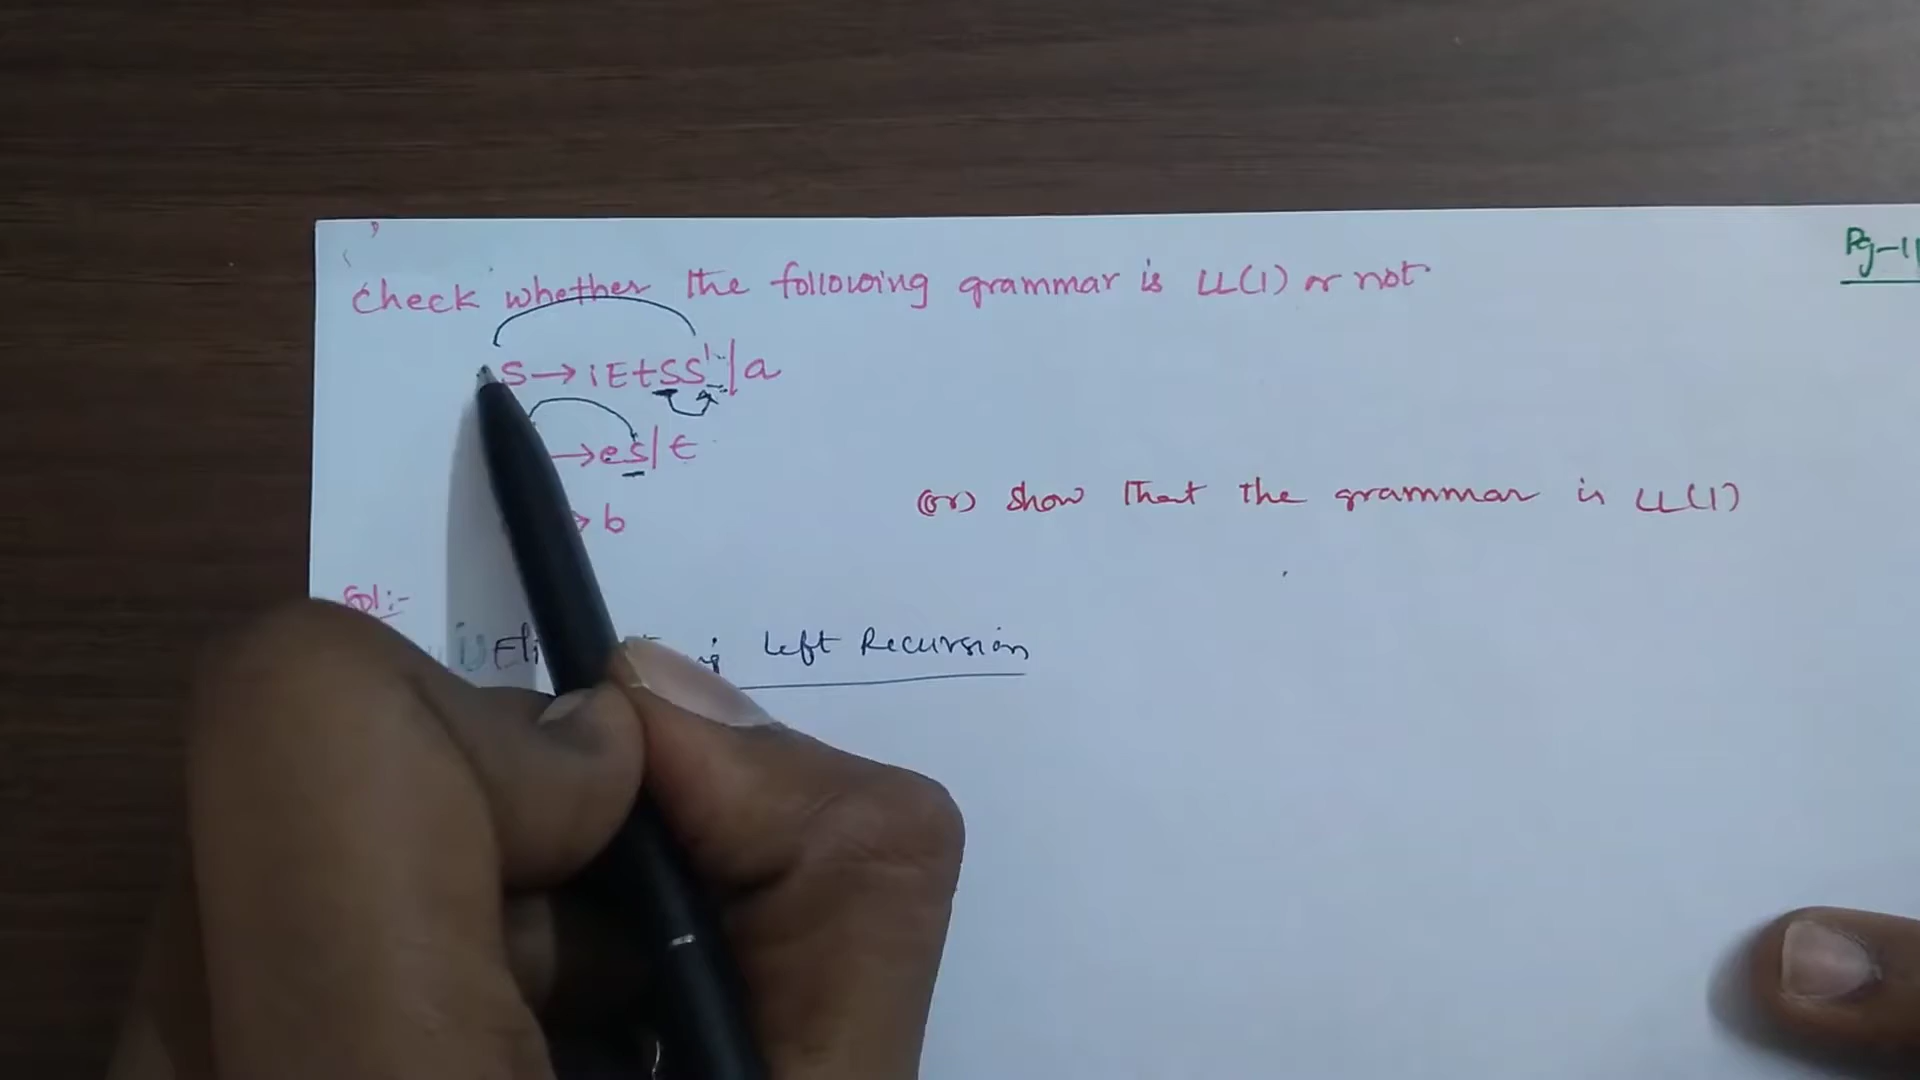 Pg-11
Check whether the following grammar is LL(1) or not
S→iEtSS'|a
→es|ϵ
(or) Show that the grammar is LL(1)
→b
Sol:-
Left Recursion